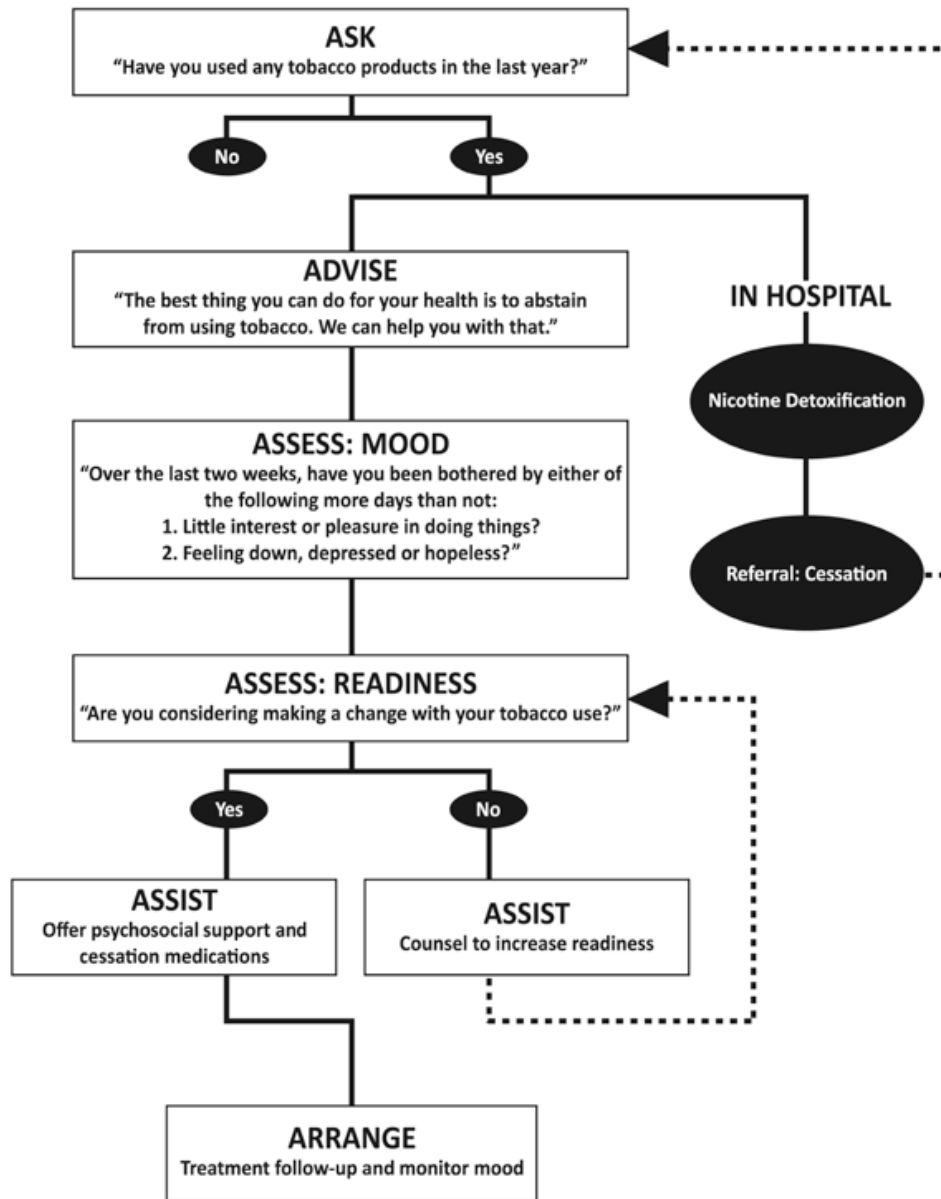 ASK
“Have you used any tobacco products in the last year?”
No
Yes
ADVISE
“The best thing you can do for your health is to abstain
from using tobacco. We can help you with that.”
IN HOSPITAL
Nicotine Detoxification
ASSESS: MOOD
“Over the last two weeks, have you been bothered by either of
the following more days than not:
1. Little interest or pleasure in doing things?
2. Feeling down, depressed or hopeless?”
Referral: Cessation
ASSESS: READINESS
“Are you considering making a change with your tobacco use?”
Yes
No
ASSIST
Offer psychosocial support and
cessation medications
ASSIST
Counsel to increase readiness
ARRANGE
Treatment follow-up and monitor mood